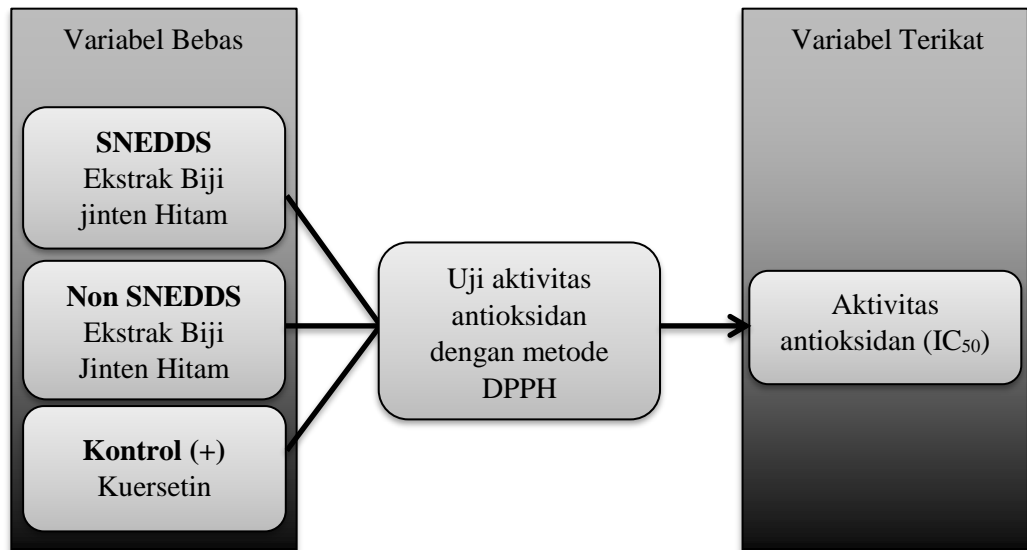 Variabel Bebas
SNEDDS
Ekstrak Biji
jinten Hitam
Non SNEDDS
Ekstrak Biji
Jinten Hitam
Kontrol (+)
Kuersetin
Uji aktivitas
antioksidan
dengan metode
DPPH
Variabel Terikat
Aktivitas
antioksidan (IC₅₀)